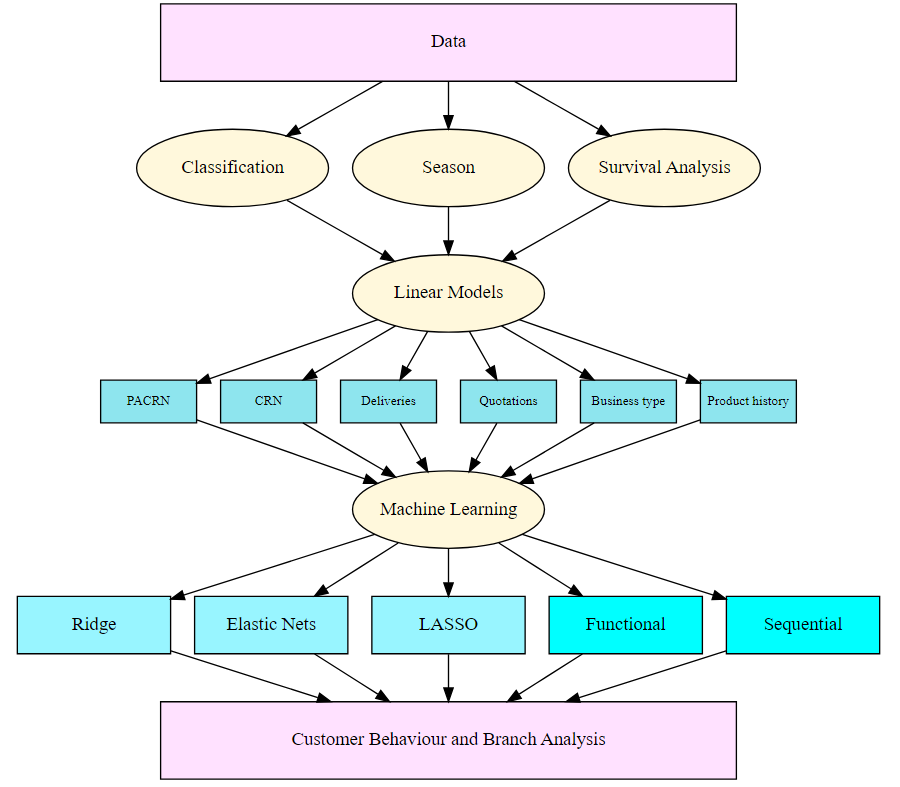 Data
Classification
Season
Survival Analysis
Linear Models
PACRN
CRN
Deliveries
Quotations
Business type
Product history
Machine Learning
Ridge
Elastic Nets
LASSO
Functional
Sequential
Customer Behaviour and Branch Analysis